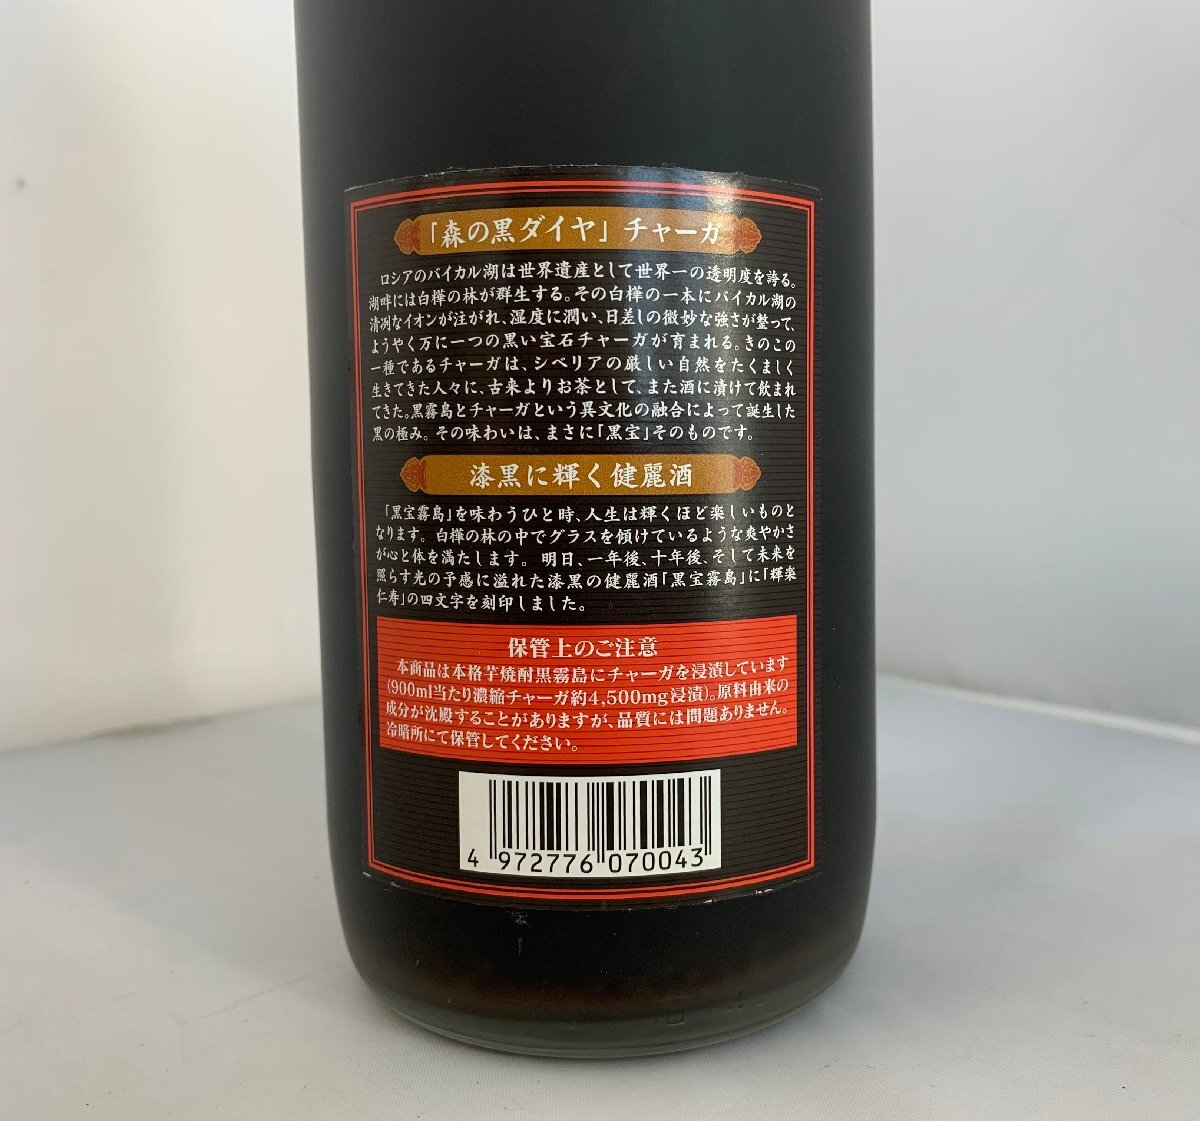 「森の黒ダイヤ」チャーガ
ロシアのバイカル湖は世界遺産として世界一の透明度を誇る。
湖畔には白樺の林が群生する。その白樺の一本にバイカル湖の
清冽なイオンが注がれ、湿度に潤い、日差しの微妙な強さが整って、
ようやく万に一つの黒い宝石チャーガが育まれる。きのこの
一種であるチャーガは、シベリアの厳しい自然をたくましく
生きてきた人々に、古来よりお茶として、また酒に漬けて飲まれ
てきた。黒霧島とチャーガという異文化の融合によって誕生した
黒の極み。その味わいは、まさに「黒宝」そのものです。
漆黒に輝く健麗酒
「黒宝霧島」を味わうひと時、人生は輝くほど楽しいものと
なります。白樺の林の中でグラスを傾けているような爽やかさ
が心と体を満たします。明日、一年後、十年後、そして未来を
照らす光の予感に溢れた漆黒の健麗酒「黒宝霧島」に「輝楽
仁寿」の四文字を刻印しました。
保管上のご注意
本商品は本格芋焼酎黒霧島にチャーガを浸漬しています
(900ml当たり濃縮チャーガ約4,500mg浸漬)。原料由来の
成分が沈殿することがありますが、品質には問題ありません。
冷暗所にて保管してください。
4 972776 070043